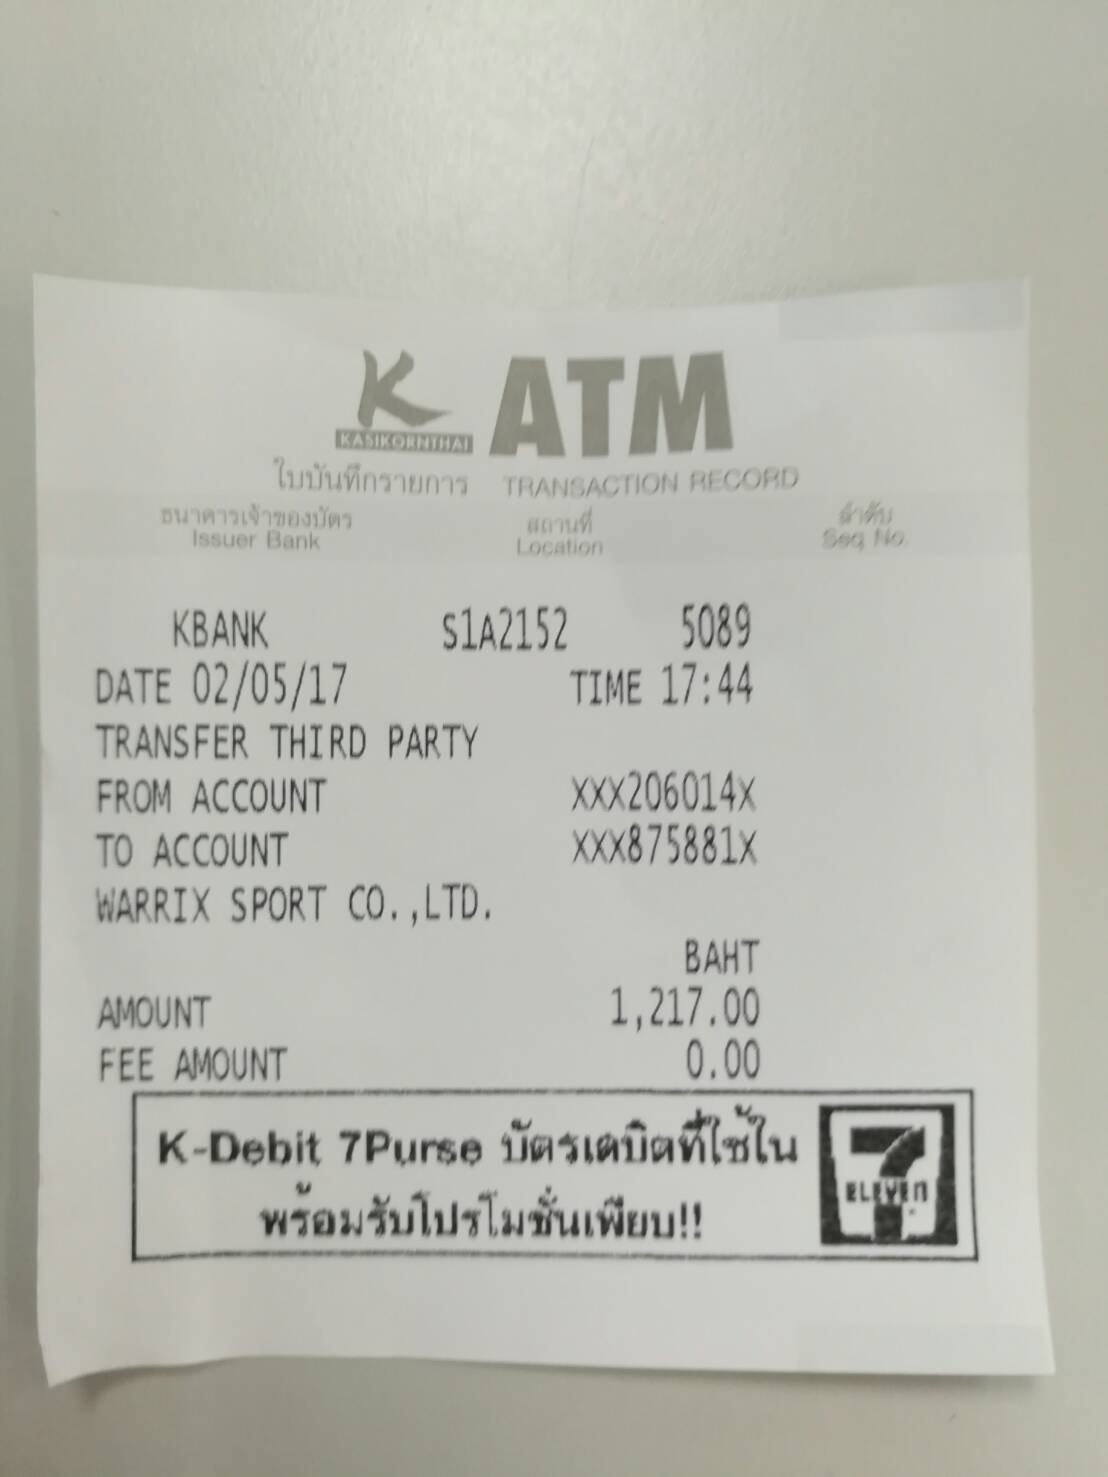 K ATM
KASIKORNTHAI
ใบบันทึกรายการ TRANSACTION RECORD
ธนาคารเจ้าของบัตร สถานที่ ลำดับ
Issuer Bank Location Seq No.
KBANK S1A2152 5089
DATE 02/05/17 TIME 17:44
TRANSFER THIRD PARTY
FROM ACCOUNT XXX206014X
TO ACCOUNT XXX875881X
WARRIX SPORT CO.,LTD.
BAHT
AMOUNT 1,217.00
FEE AMOUNT 0.00
K-Debit 7Purse บัตรเดบิตที่ใช้ใน
พร้อมรับโปรโมชั่นเพียบ!!
7 ELEVEn